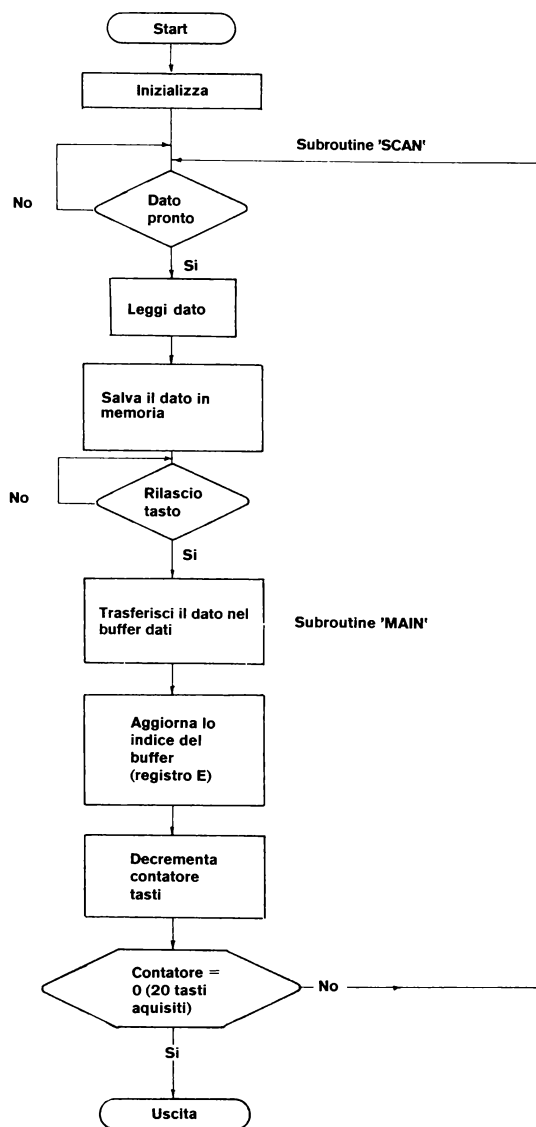 Start
Inizializza
Subroutine 'SCAN'
No
Dato
pronto
Si
Leggi dato
Salva il dato in
memoria
No
Rilascio
tasto
Si
Trasferisci il dato nel
buffer dati
Subroutine 'MAIN'
Aggiorna lo
indice del
buffer
(registro E)
Decrementa
contatore
tasti
Contatore =
0 (20 tasti
aquisiti)
No
Si
Uscita